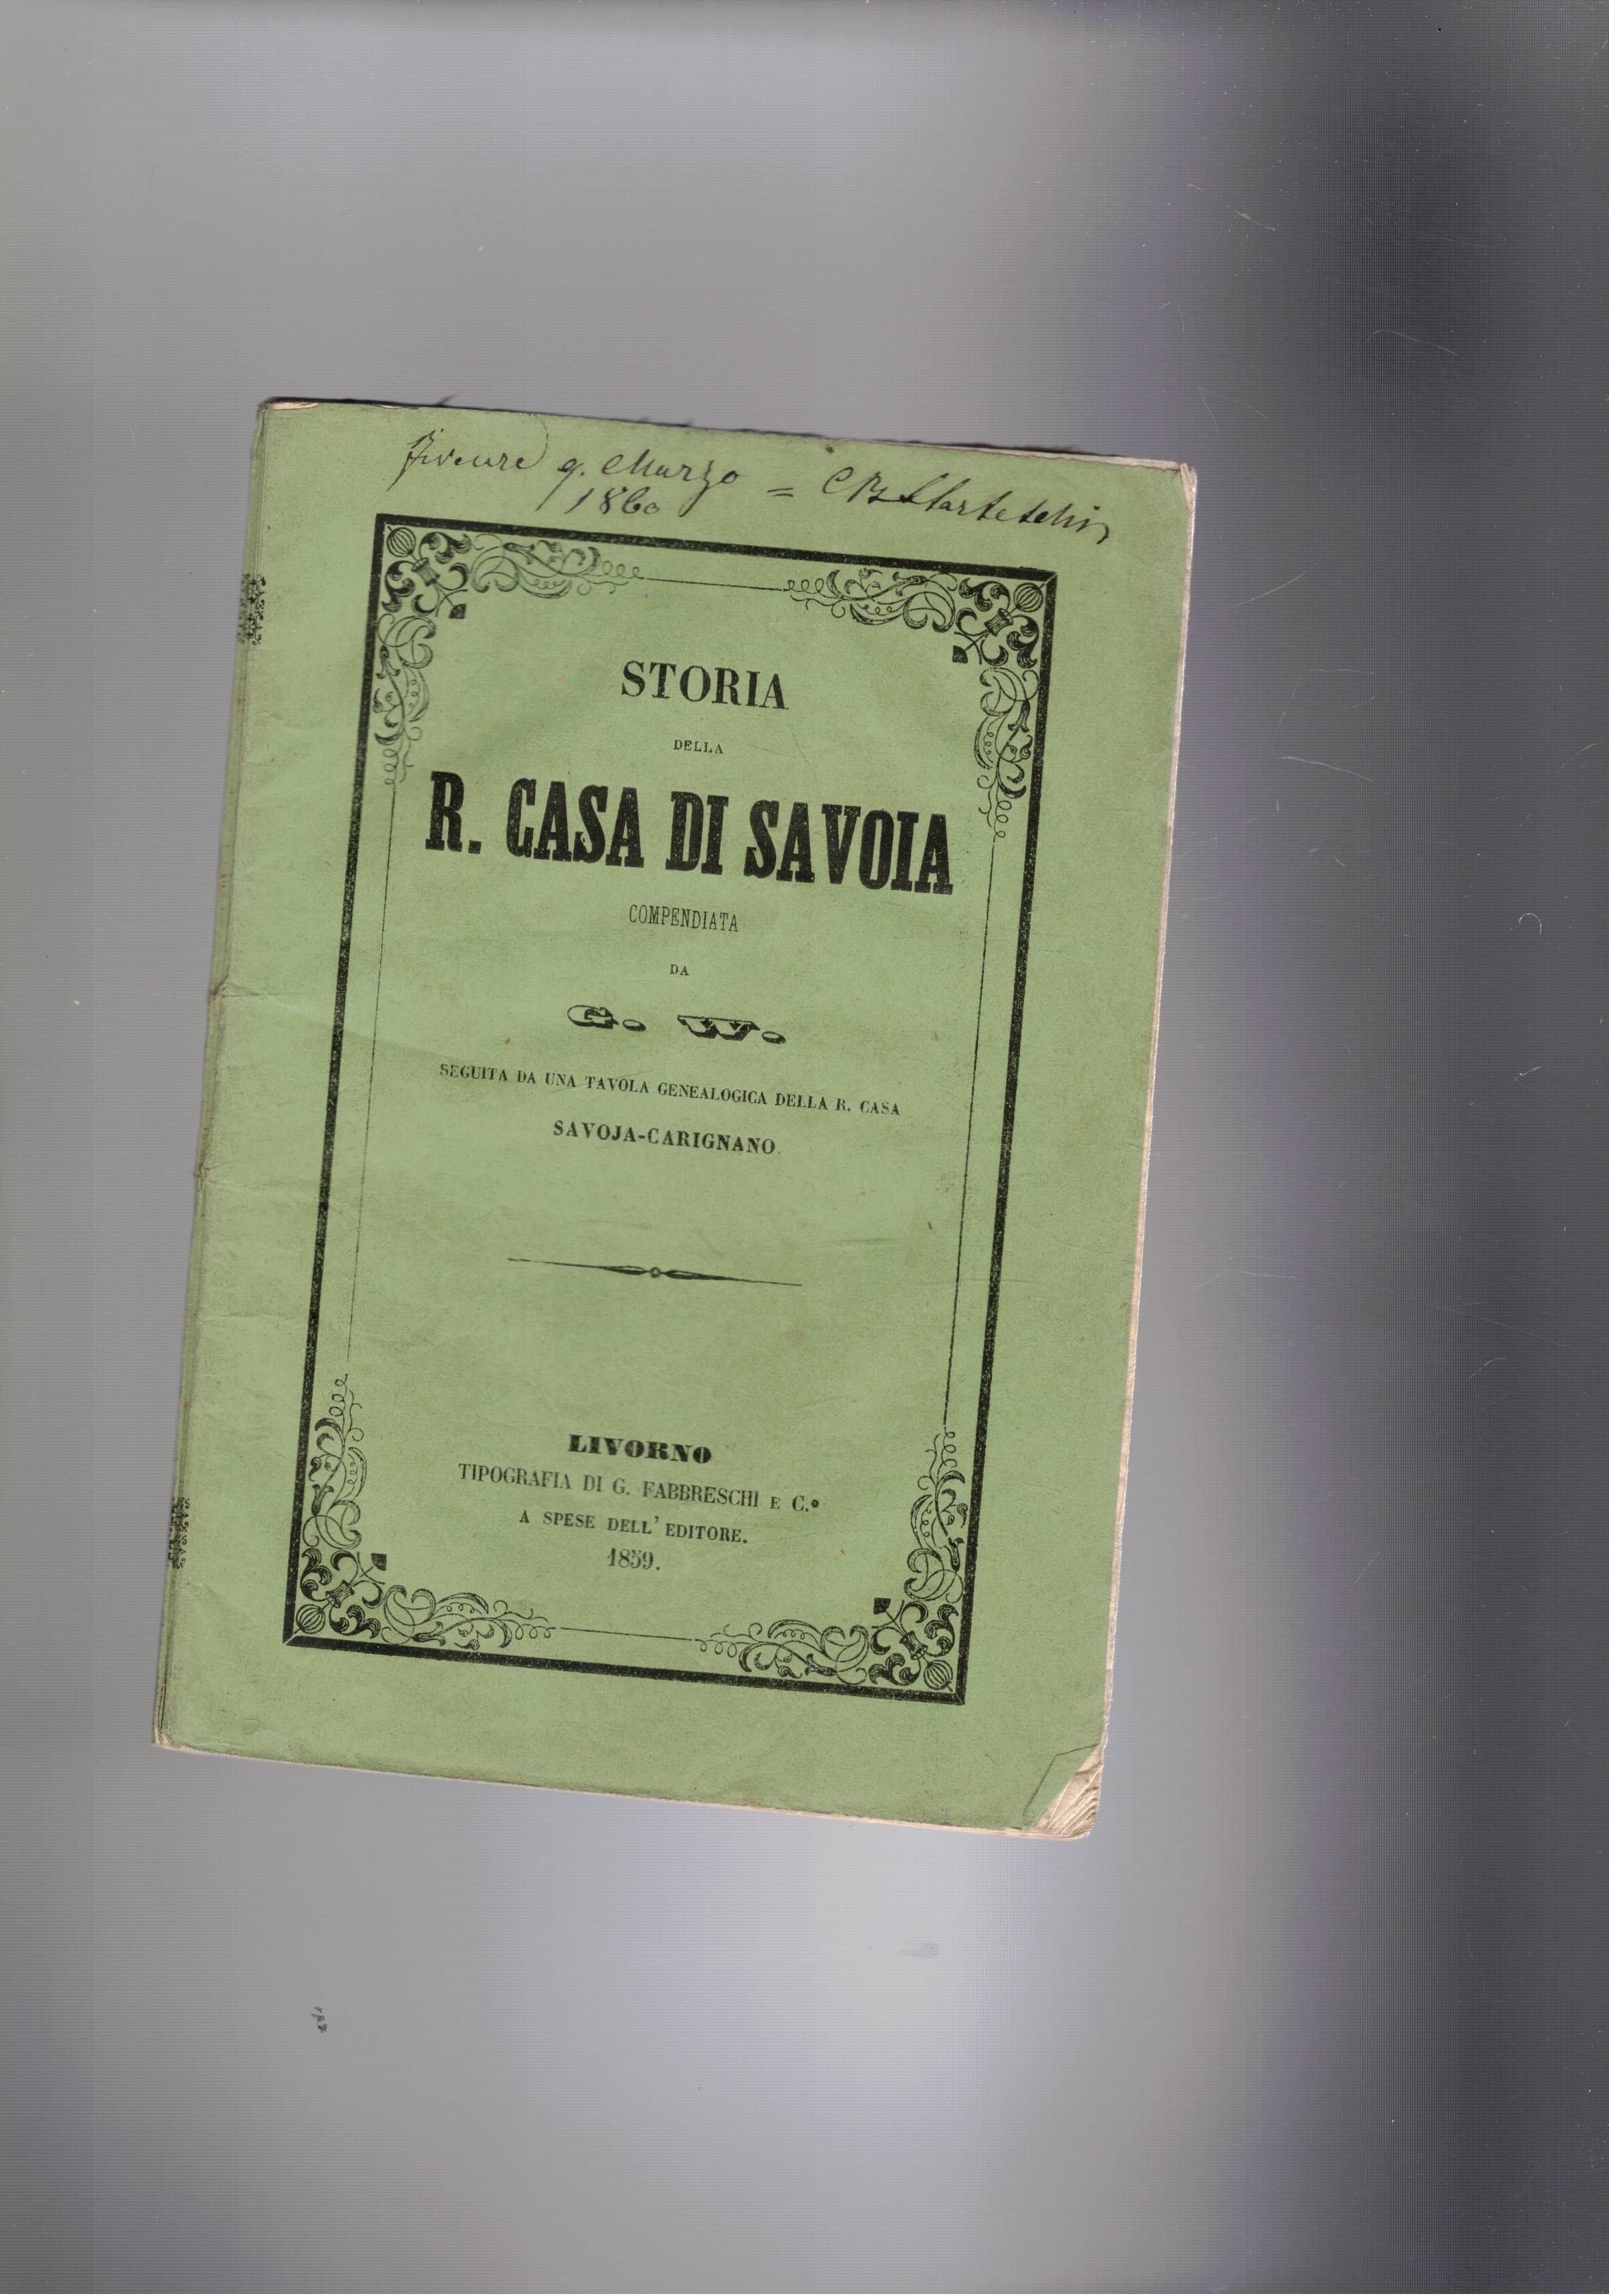 Firenze 9. Marzo =
1860
STORIA
DELLA
R. CASA DI SAVOIA
COMPENDIATA
DA
G. W.
SEGUITA DA UNA TAVOLA GENEALOGICA DELLA R. CASA
SAVOJA-CARIGNANO.
LIVORNO
TIPOGRAFIA DI G. FABBRESCHI E C.º
A SPESE DELL' EDITORE.
1859.